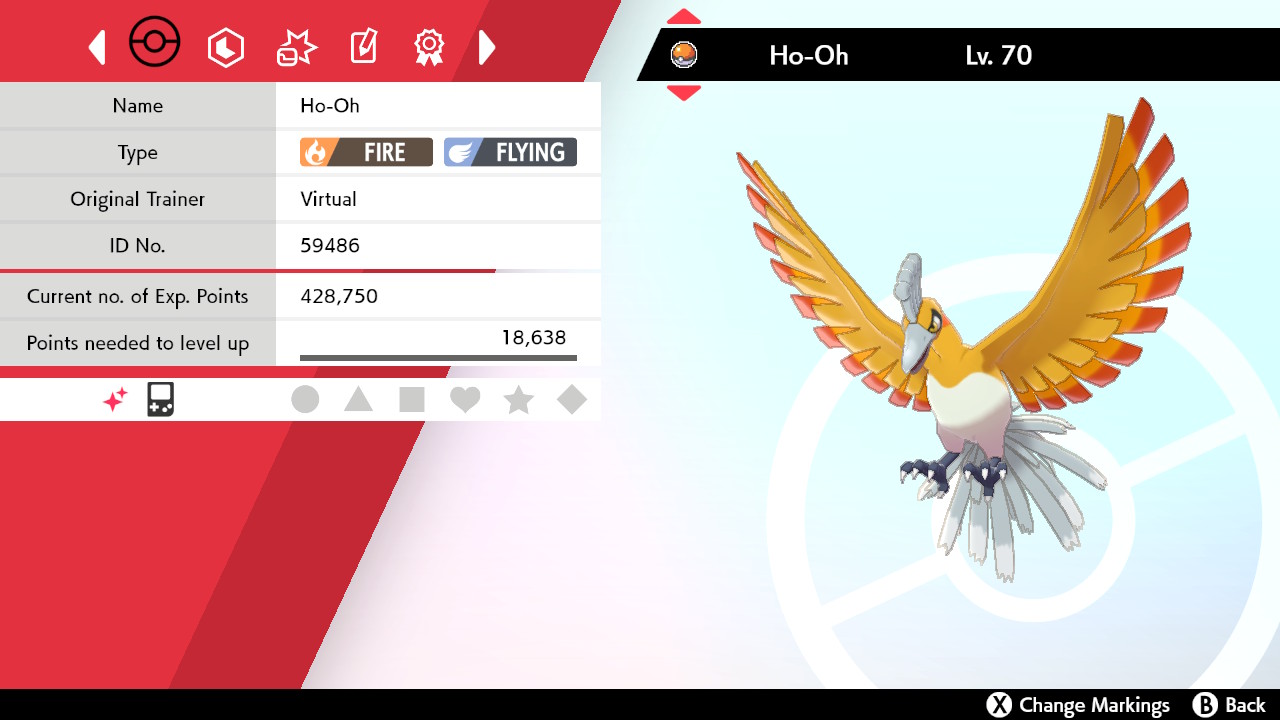 Ho-Oh Lv. 70
Name Ho-Oh
Type FIRE FLYING
Original Trainer Virtual
ID No. 59486
Current no. of Exp. Points 428,750
Points needed to level up 18,638
X Change Markings B Back